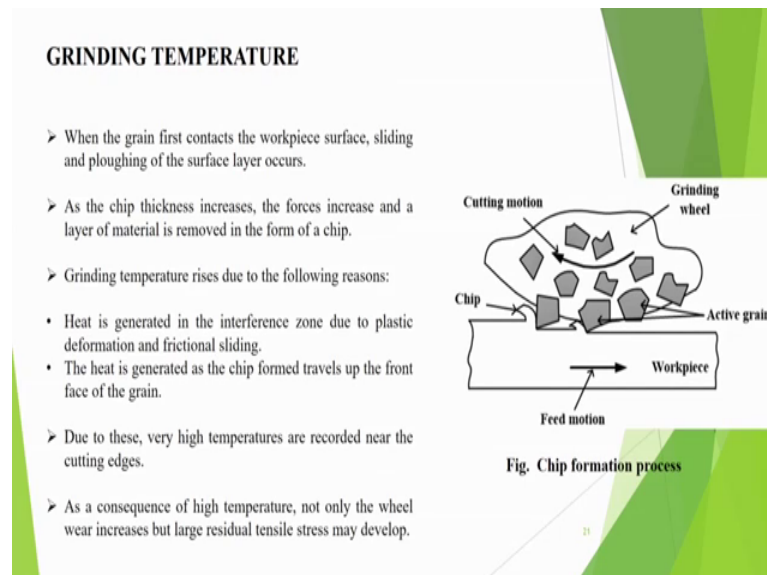 GRINDING TEMPERATURE
➤ When the grain first contacts the workpiece surface, sliding
and ploughing of the surface layer occurs.
➤ As the chip thickness increases, the forces increase and a
layer of material is removed in the form of a chip.
➤ Grinding temperature rises due to the following reasons:
• Heat is generated in the interference zone due to plastic
deformation and frictional sliding.
• The heat is generated as the chip formed travels up the front
face of the grain.
➤ Due to these, very high temperatures are recorded near the
cutting edges.
➤ As a consequence of high temperature, not only the wheel
wear increases but large residual tensile stress may develop.
Cutting motion
Grinding
wheel
Chip
Active grain
Workpiece
Feed motion
Fig. Chip formation process
21